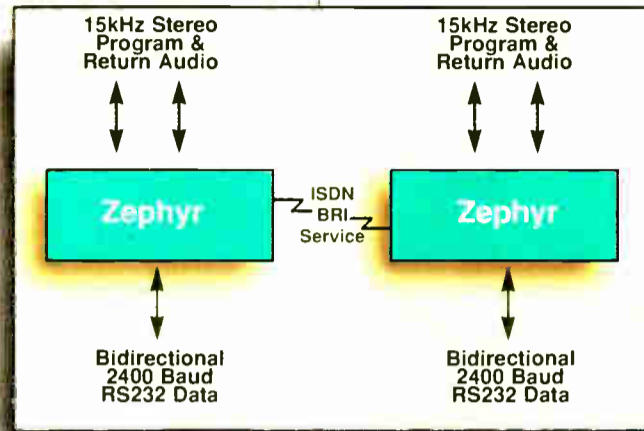 15kHz Stereo
Program &
Return Audio
15kHz Stereo
Program &
Return Audio
Zephyr
ISDN
BRI
Service
Zephyr
Bidirectional
2400 Baud
RS232 Data
Bidirectional
2400 Baud
RS232 Data